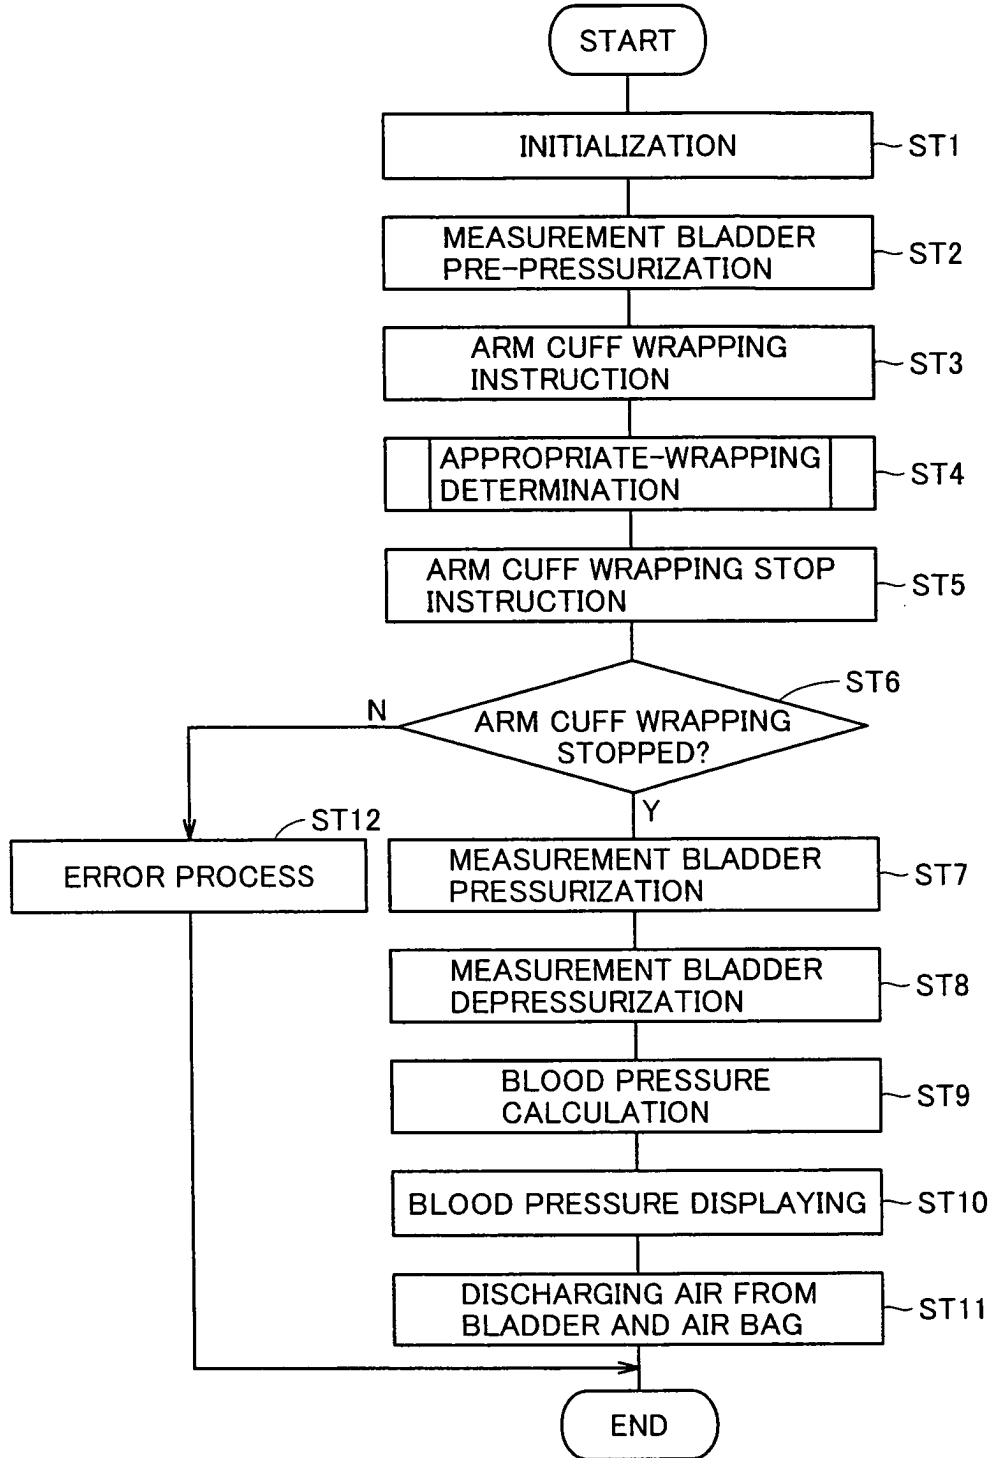 START
INITIALIZATION
ST1
MEASUREMENT BLADDER
PRE-PRESSURIZATION
ST2
ARM CUFF WRAPPING
INSTRUCTION
ST3
APPROPRIATE-WRAPPING
DETERMINATION
ST4
ARM CUFF WRAPPING STOP
INSTRUCTION
ST5
ST6
N
ARM CUFF WRAPPING
STOPPED?
Y
ST12
ERROR PROCESS
MEASUREMENT BLADDER
PRESSURIZATION
ST7
MEASUREMENT BLADDER
DEPRESSURIZATION
ST8
BLOOD PRESSURE
CALCULATION
ST9
BLOOD PRESSURE DISPLAYING
ST10
DISCHARGING AIR FROM
BLADDER AND AIR BAG
ST11
END